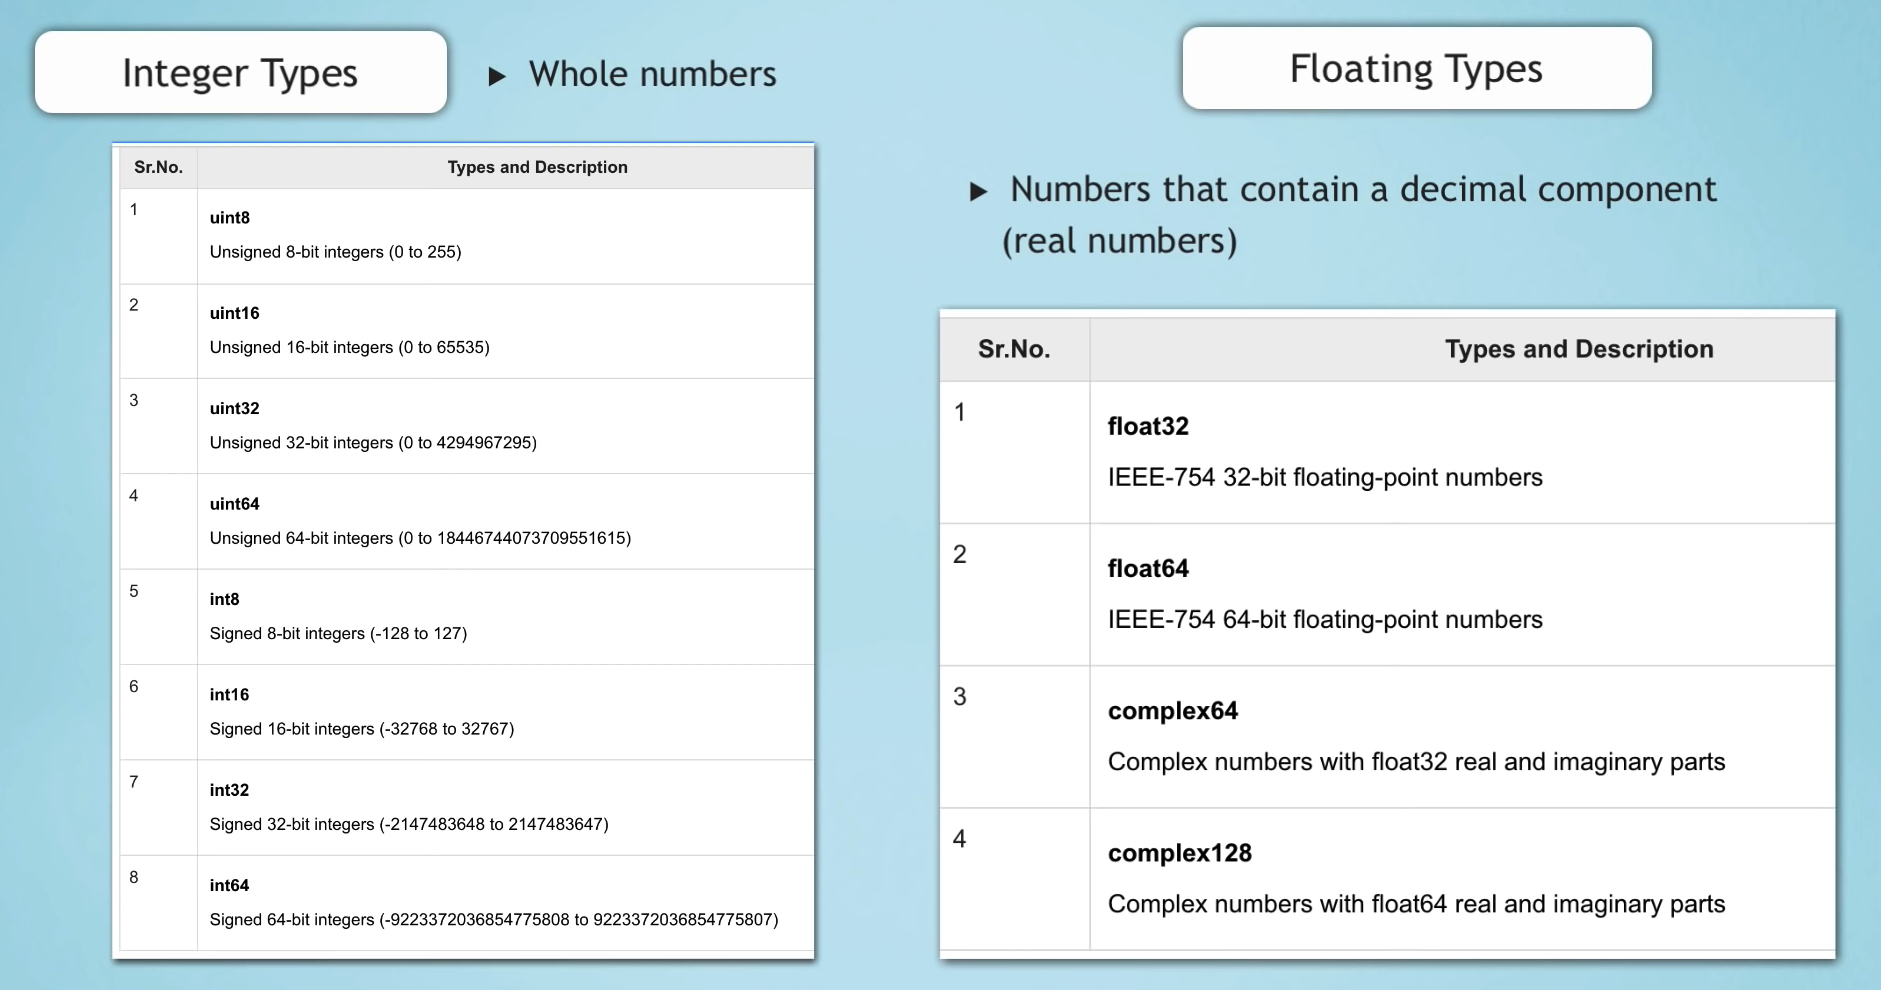 Integer Types
▶ Whole numbers
Sr.No. Types and Description
1
uint8
Unsigned 8-bit integers (0 to 255)
2
uint16
Unsigned 16-bit integers (0 to 65535)
3
uint32
Unsigned 32-bit integers (0 to 4294967295)
4
uint64
Unsigned 64-bit integers (0 to 18446744073709551615)
5
int8
Signed 8-bit integers (-128 to 127)
6
int16
Signed 16-bit integers (-32768 to 32767)
7
int32
Signed 32-bit integers (-2147483648 to 2147483647)
8
int64
Signed 64-bit integers (-9223372036854775808 to 9223372036854775807)
Floating Types
▶ Numbers that contain a decimal component
(real numbers)
Sr.No. Types and Description
1
float32
IEEE-754 32-bit floating-point numbers
2
float64
IEEE-754 64-bit floating-point numbers
3
complex64
Complex numbers with float32 real and imaginary parts
4
complex128
Complex numbers with float64 real and imaginary parts